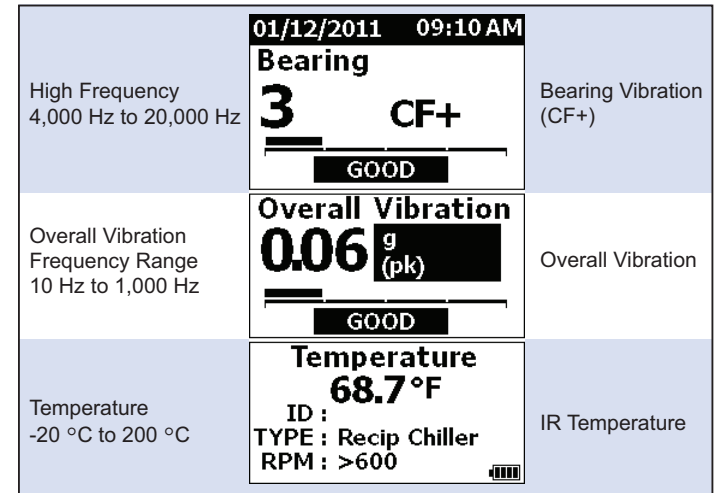 High Frequency
4,000 Hz to 20,000 Hz
01/12/2011 09:10 AM
Bearing
3 CF+
GOOD
Bearing Vibration
(CF+)
Overall Vibration
Frequency Range
10 Hz to 1,000 Hz
Overall Vibration
0.06 g
(pk)
GOOD
Overall Vibration
Temperature
-20 °C to 200 °C
Temperature
68.7°F
ID :
TYPE : Recip Chiller
RPM : >600
IR Temperature